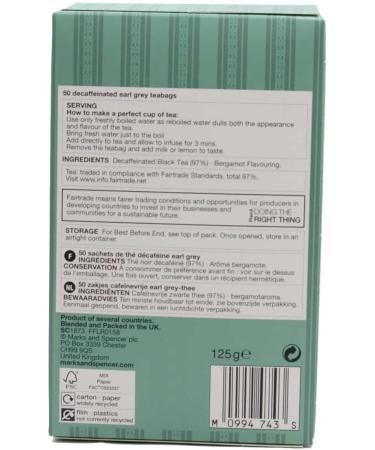 50 decaffeinated earl grey teabags
SERVING
How to make a perfect cup of tea:
Use only freshly boiled water as reboiled water dulls both the appearance
and flavour of the tea.
Bring fresh water just to the boil.
Add directly to tea and allow to infuse for 3 mins.
Remove the teabag and add milk or lemon to taste.
INGREDIENTS Decaffeinated Black Tea (97%) · Bergamot Flavouring.
Tea: traded in compliance with Fairtrade Standards, total 97%.
Visit www.info.fairtrade.net
Fairtrade means fairer trading conditions and opportunities for producers in
developing countries to invest in their businesses and
communities for a sustainable future.
DOING THE
RIGHT THING
STORAGE For Best Before End, see top of pack. Once opened, store in an
airtight container.
F 50 sachets de thé décaféiné earl grey
INGRÉDIENTS Thé noir décaféiné (97%) · Arôme bergamote.
CONSERVATION À consommer de préférence avant fin : voir sur le dessus
de l'emballage. Une fois ouvert, conserver dans un récipient hermétique.
NL 50 zakjes cafeïnevrije earl grey-thee
INGREDIËNTEN Cafeïnevrije zwarte thee (97%) · bergamotaroma.
BEWAARADVIES Ten minste houdbaar tot einde: zie bovenzijde verpakking.
Eenmaal geopend, bewaren in een luchtdichte verpakking.
Product of several countries.
Blended and Packed in the UK.
SC1873 FFLR0158
© Marks and Spencer plc
PO Box 3339 Chester
CH99 9QS
United Kingdom
marksandspencer.com
125g e
FSC
MIX
Paper
carton · paper
widely recycled
film · plastics
not currently recycled
M 0994 743 S